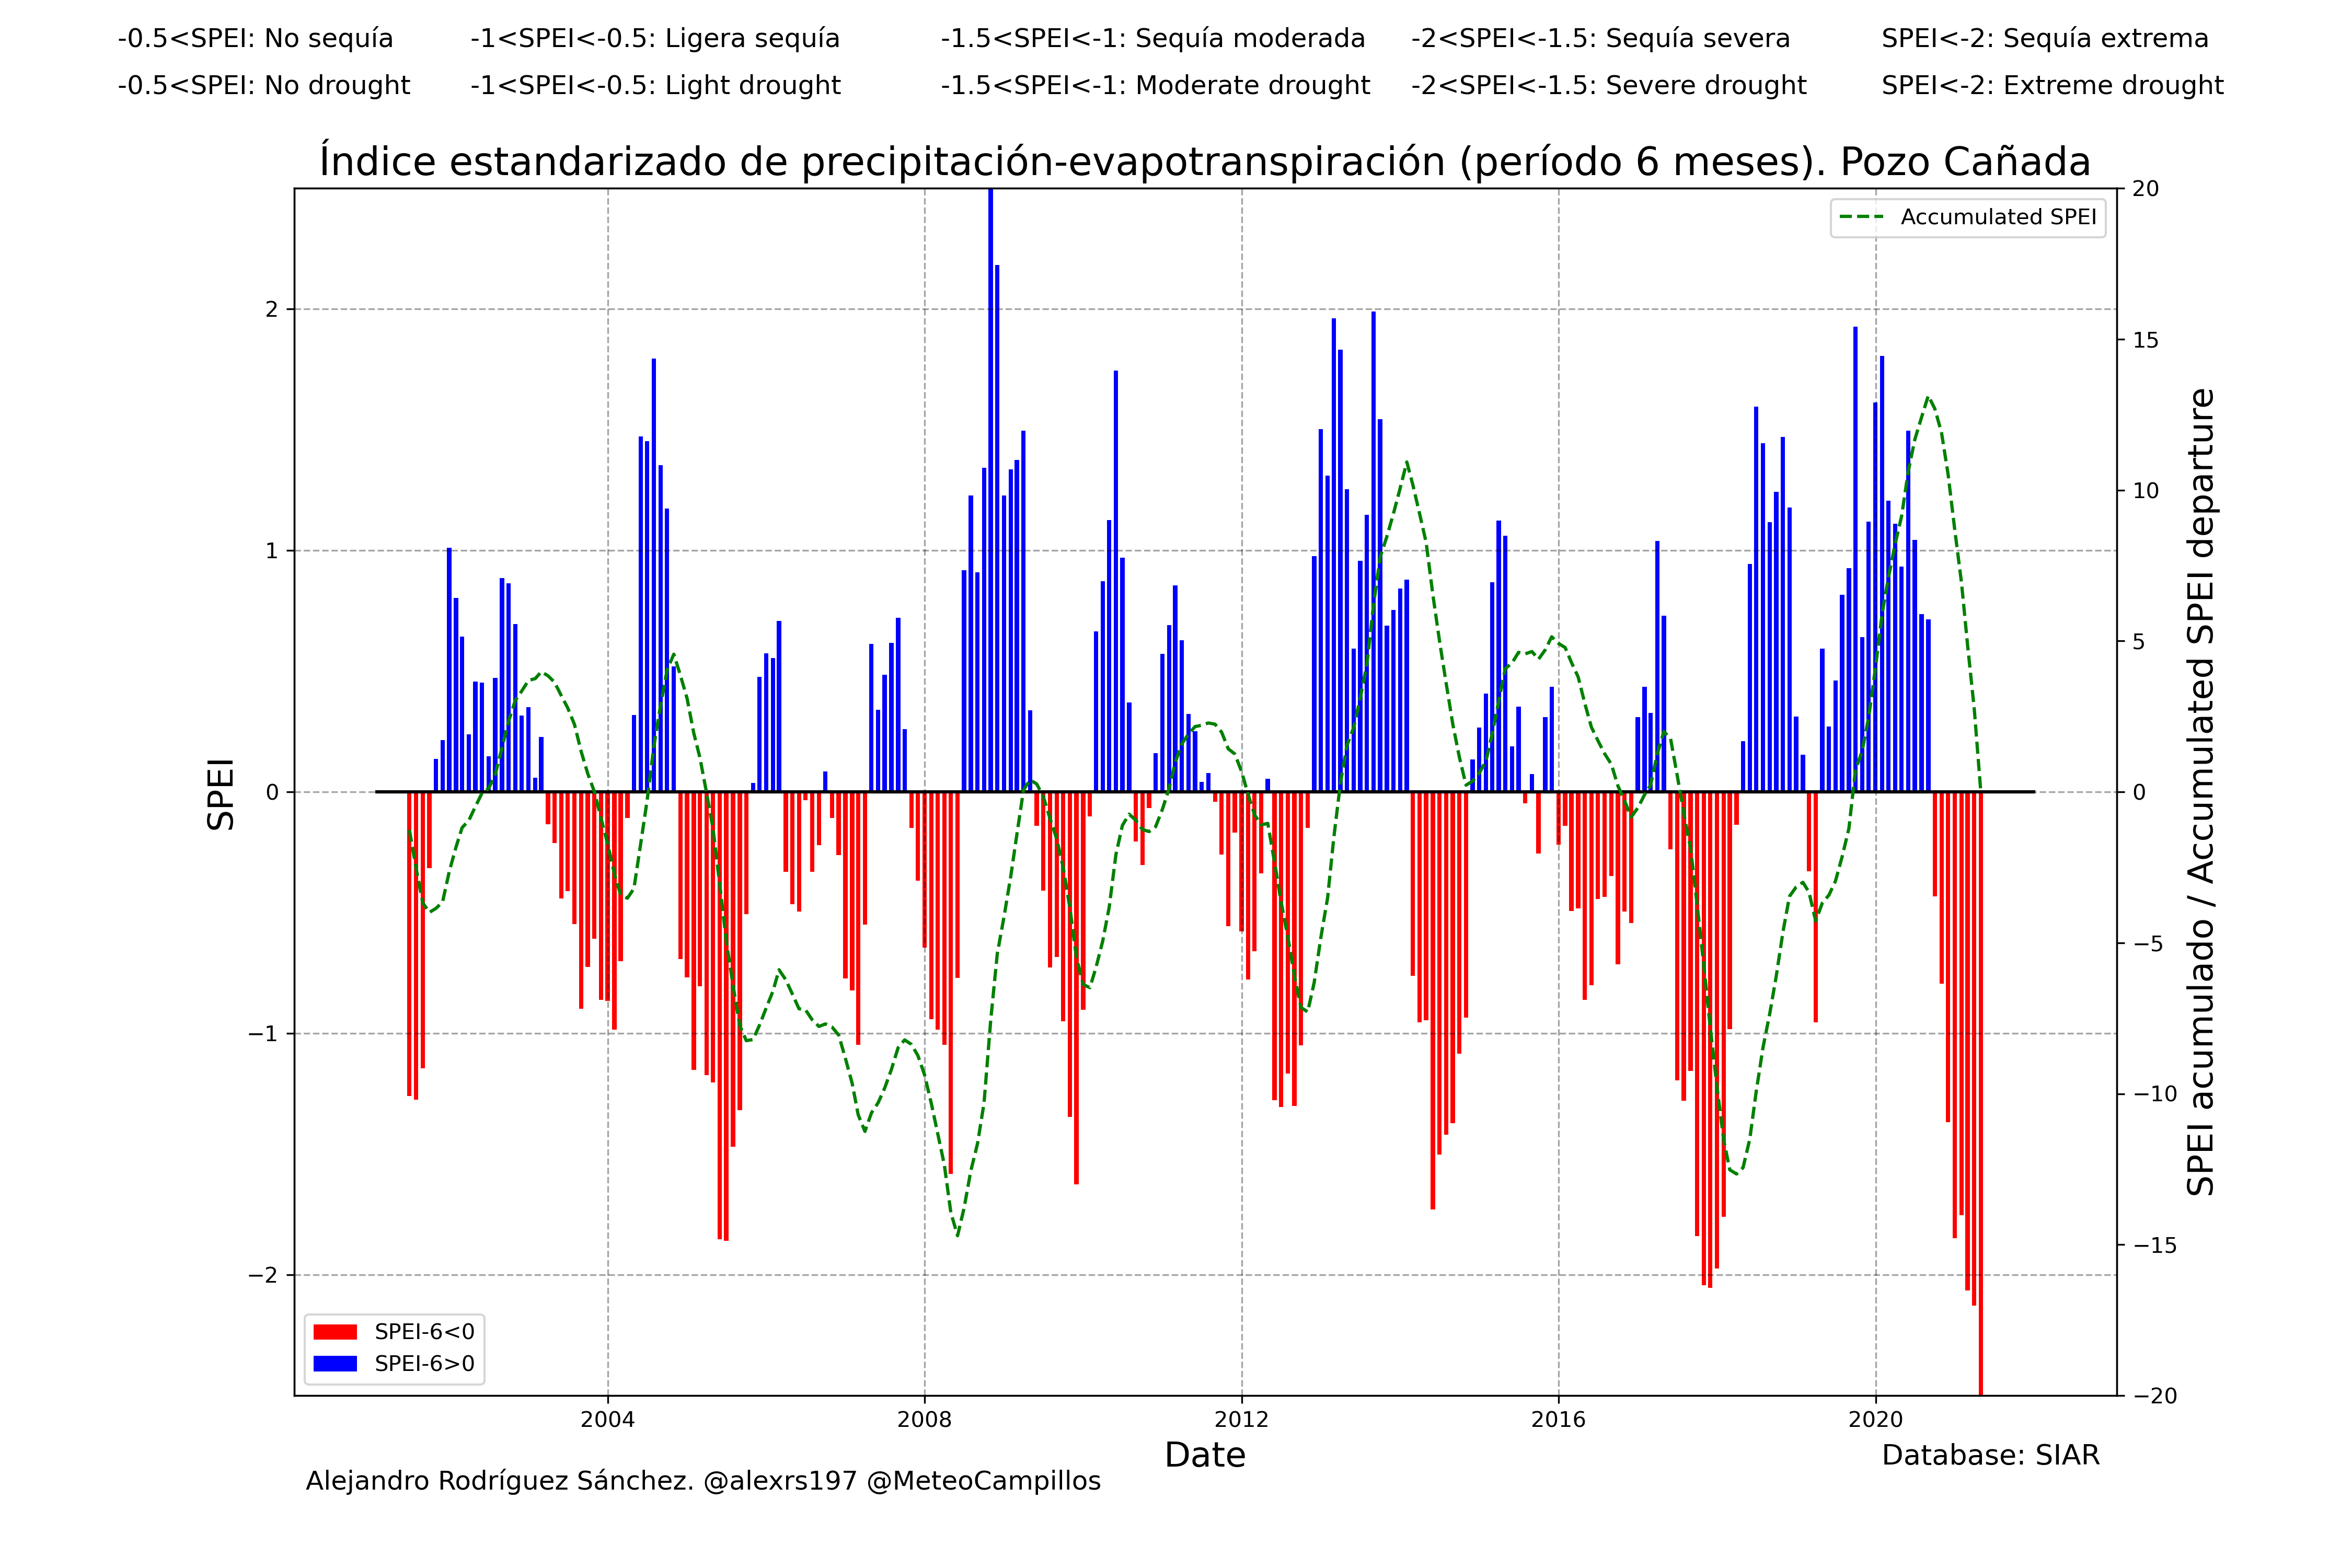 -0.5<SPEI: No sequía
-1<SPEI<-0.5: Ligera sequía
-1.5<SPEI<-1: Sequía moderada
-2<SPEI<-1.5: Sequía severa
SPEI<-2: Sequía extrema
-0.5<SPEI: No drought
-1<SPEI<-0.5: Light drought
-1.5<SPEI<-1: Moderate drought
-2<SPEI<-1.5: Severe drought
SPEI<-2: Extreme drought
Índice estandarizado de precipitación-evapotranspiración (período 6 meses). Pozo Cañada
Accumulated SPEI
SPEI
2
1
0
−1
−2
20
15
10
5
0
−5
−10
−15
−20
SPEI acumulado / Accumulated SPEI departure
SPEI-6<0
SPEI-6>0
2004
2008
2012
2016
2020
Date
Database: SIAR
Alejandro Rodríguez Sánchez. @alexrs197 @MeteoCampillos